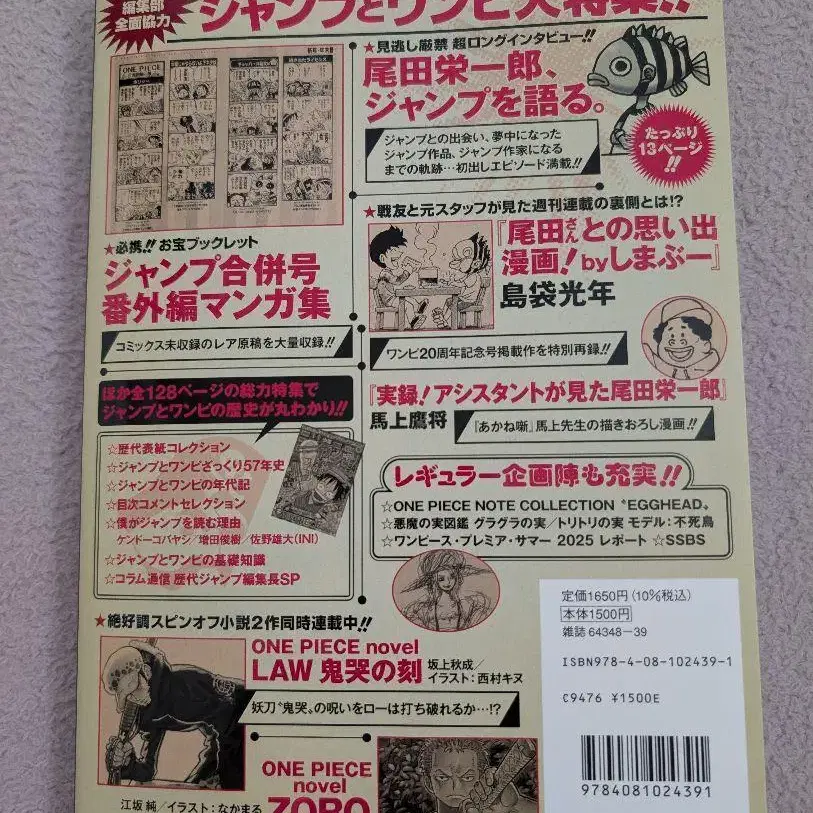 編集部
全面協力
ジャンプとワンピ大特集!!
★見逃し厳禁 超ロングインタビュー!!
尾田栄一郎、
ジャンプを語る。
ジャンプとの出会い、夢中になった
ジャンプ作品、ジャンプ作家になる
までの軌跡…初出しエピソード満載!!
たっぷり
13ページ
!!
ONE PIECE
★必携!! お宝ブックレット
ジャンプ合併号
番外編マンガ集
コミックス未収録のレア原稿を大量収録!!
★戦友と元スタッフが見た週刊連載の裏側とは!?
『尾田さんとの思い出
漫画!byしまぶー』
島袋光年
ワンピ20周年記念号掲載作を特別再録!!
『実録!アシスタントが見た尾田栄一郎』
馬上鷹将
『あかね噺』馬上先生の描きおろし漫画!!
ほか全128ページの総力特集で
ジャンプとワンピの歴史が丸わかり!!
☆歴代表紙コレクション
☆ジャンプとワンピざっくり57年史
☆ジャンプとワンピの年代記
☆目次コメントセレクション
☆僕がジャンプを読む理由
ケンドーコバヤシ/増田俊樹/佐野雄大(INI)
☆ジャンプとワンピの基礎知識
☆コラム通信 歴代ジャンプ編集長SP
レギュラー企画陣も充実!!
☆ONE PIECE NOTE COLLECTION 〝EGGHEAD〟
☆悪魔の実図鑑 グラグラの実/トリトリの実 モデル:不死鳥
☆ワンピース・プレミア・サマー 2025 レポート ☆SSBS
★絶好調スピンオフ小説2作同時連載中!!
ONE PIECE novel
LAW 鬼哭の刻
坂上秋成/
イラスト:西村キヌ
妖刀〝鬼哭〟の呪いをローは打ち破れるか…!?
ONE PIECE
novel
ZORO
江坂 純/イラスト:なかまる
定価1650円(10%税込)
本体1500円
雑誌 64348-39
ISBN978-4-08-102439-1
C9476 ¥1500E
9784081024391